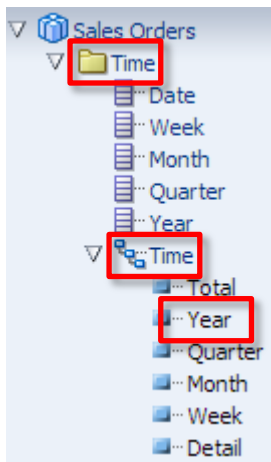 Sales Orders
Time
Date
Week
Month
Quarter
Year
Time
Total
Year
Quarter
Month
Week
Detail